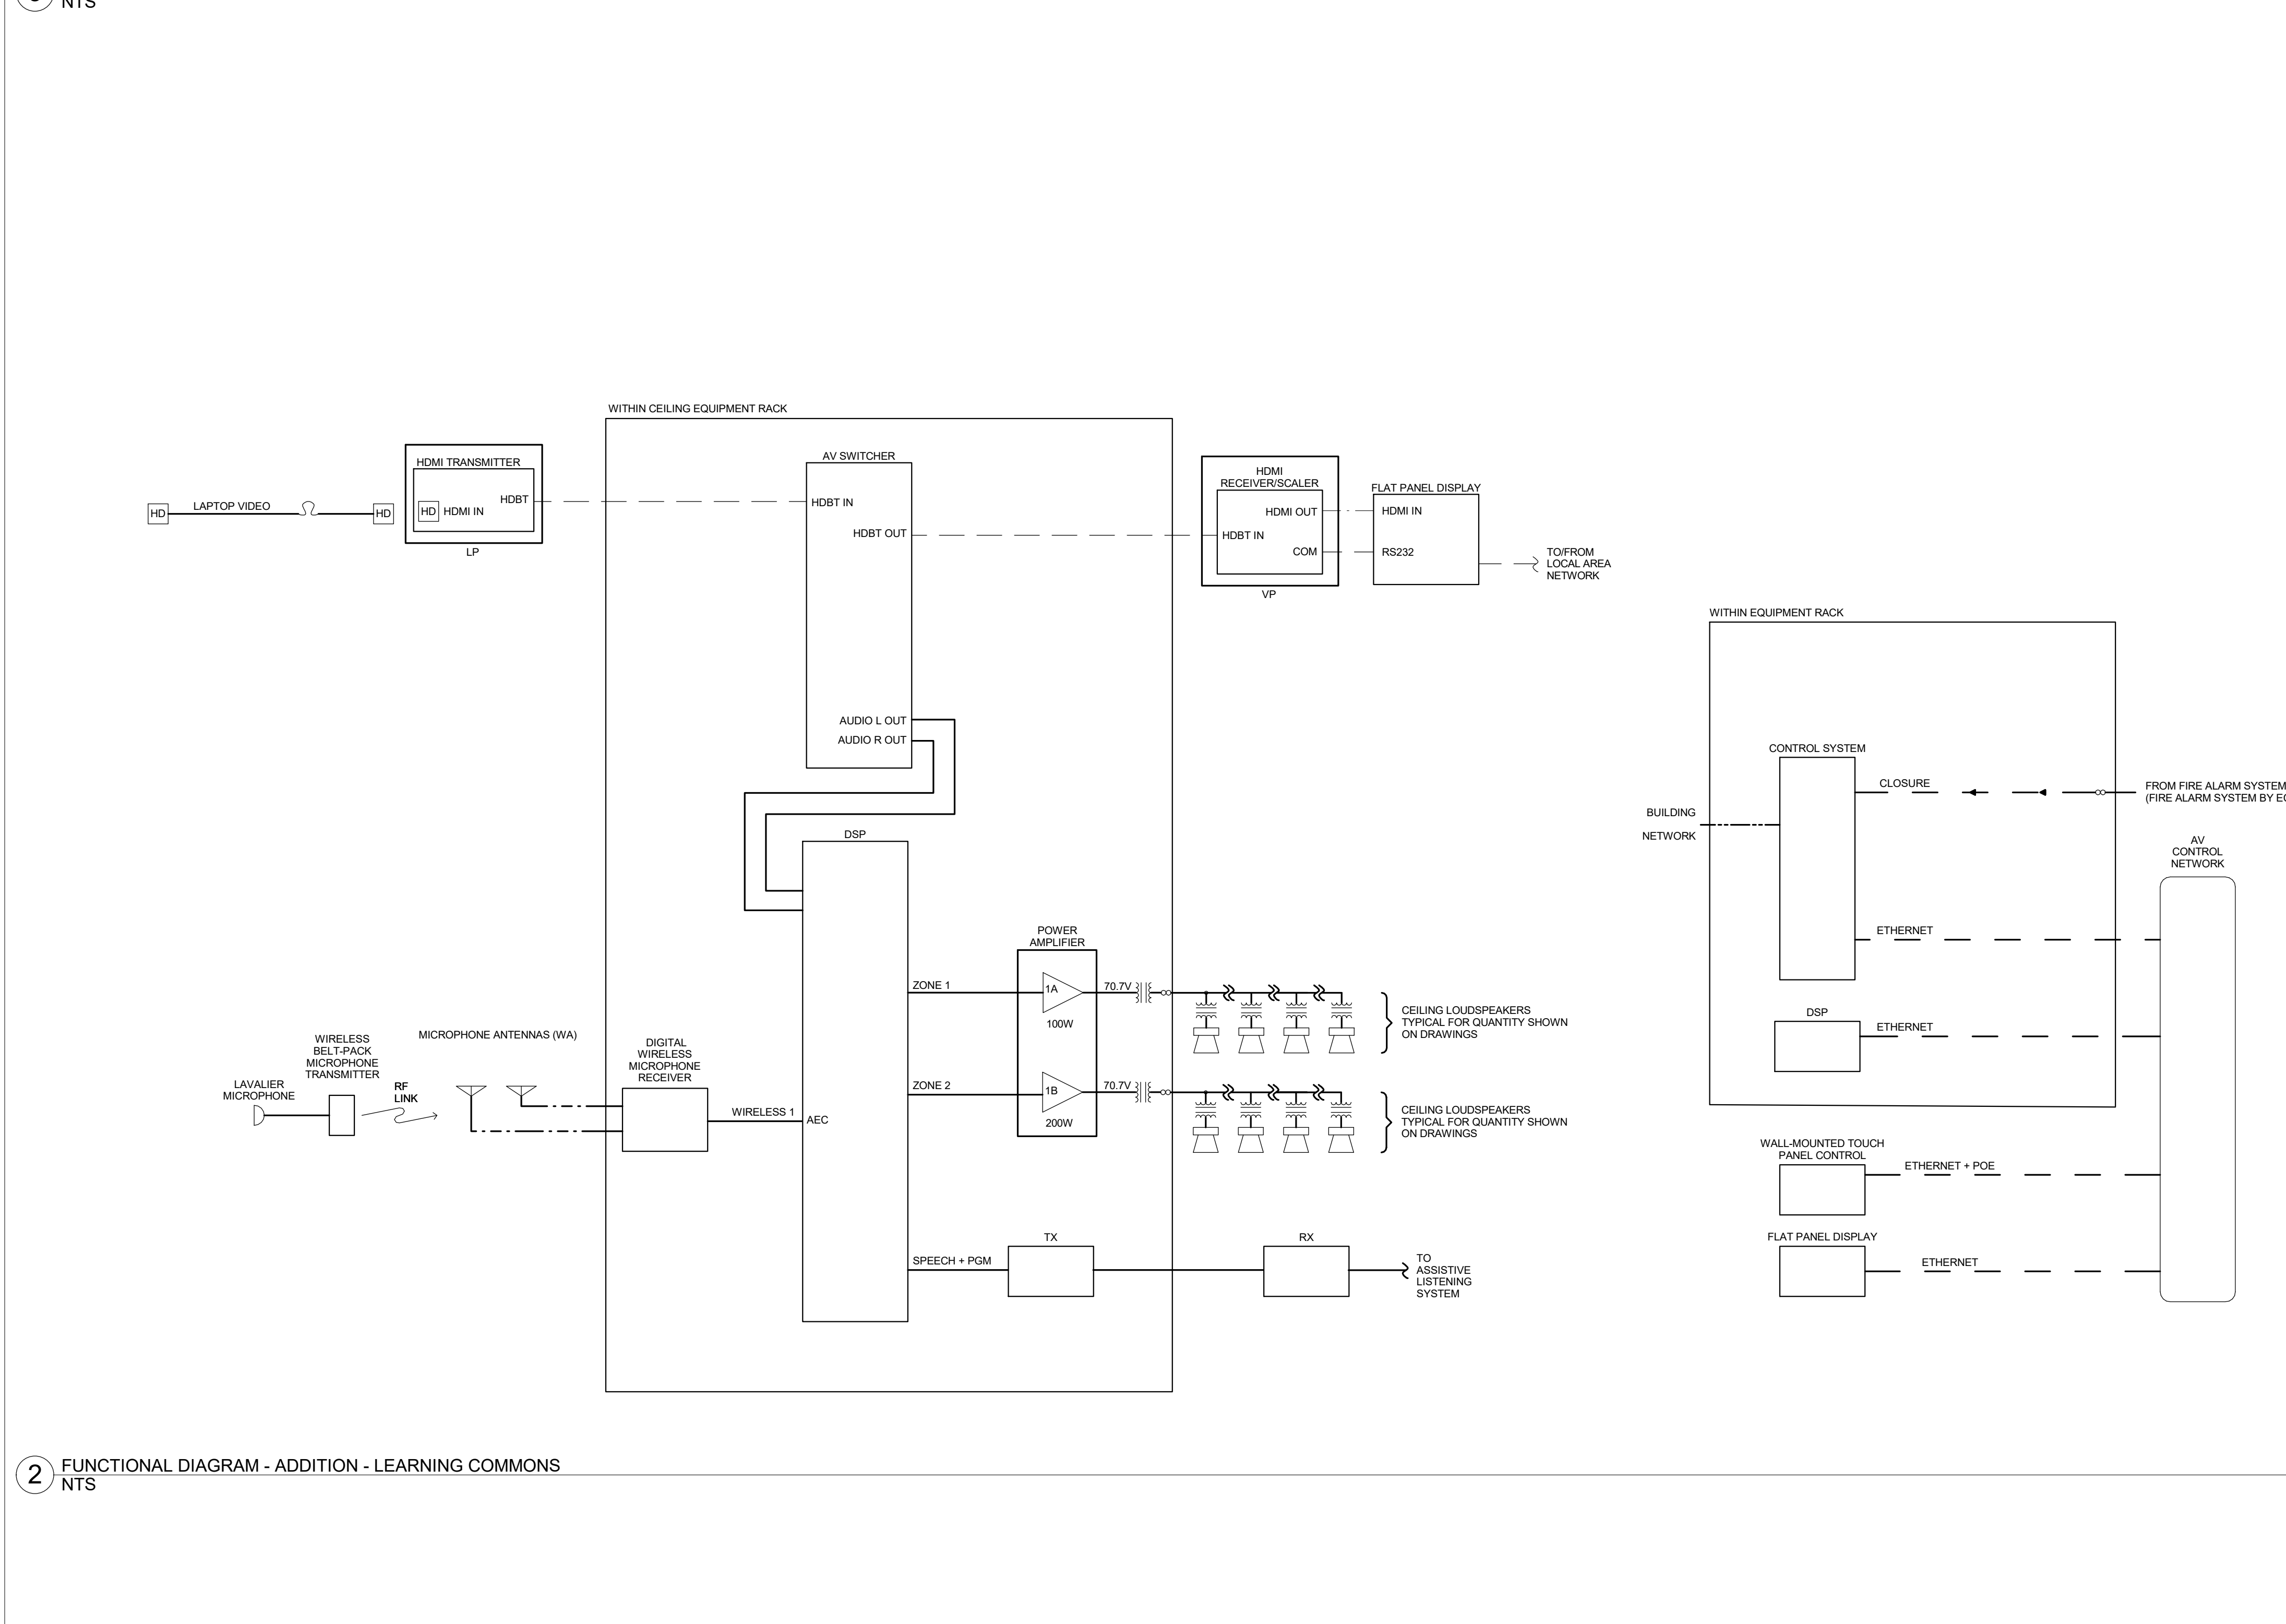 NTS
WITHIN CEILING EQUIPMENT RACK
HD
LAPTOP VIDEO
HD
HDMI TRANSMITTER
HD
HDMI IN
HDBT
LP
AV SWITCHER
HDBT IN
HDBT OUT
AUDIO L OUT
AUDIO R OUT
HDMI
RECEIVER/SCALER
HDMI OUT
HDBT IN
COM
VP
FLAT PANEL DISPLAY
HDMI IN
RS232
TO/FROM
LOCAL AREA
NETWORK
DSP
AEC
LAVALIER
MICROPHONE
WIRELESS
BELT-PACK
MICROPHONE
TRANSMITTER
RF
LINK
MICROPHONE ANTENNAS (WA)
DIGITAL
WIRELESS
MICROPHONE
RECEIVER
WIRELESS 1
ZONE 1
ZONE 2
POWER
AMPLIFIER
1A
100W
1B
200W
70.7V
70.7V
CEILING LOUDSPEAKERS
TYPICAL FOR QUANTITY SHOWN
ON DRAWINGS
CEILING LOUDSPEAKERS
TYPICAL FOR QUANTITY SHOWN
ON DRAWINGS
SPEECH + PGM
TX
RX
TO
ASSISTIVE
LISTENING
SYSTEM
WITHIN EQUIPMENT RACK
CONTROL SYSTEM
CLOSURE
FROM FIRE ALARM SYSTEM
(FIRE ALARM SYSTEM BY
BUILDING
NETWORK
AV
CONTROL
NETWORK
ETHERNET
DSP
ETHERNET
WALL-MOUNTED TOUCH
PANEL CONTROL
ETHERNET + POE
FLAT PANEL DISPLAY
ETHERNET
2
FUNCTIONAL DIAGRAM - ADDITION - LEARNING COMMONS
NTS